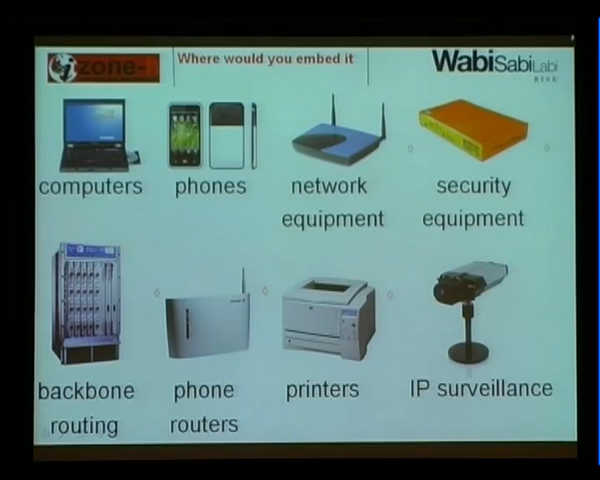 zone-h
Where would you embed it
WabiSabiLabi
computers
phones
network
equipment
security
equipment
backbone
routing
phone
routers
printers
IP surveillance